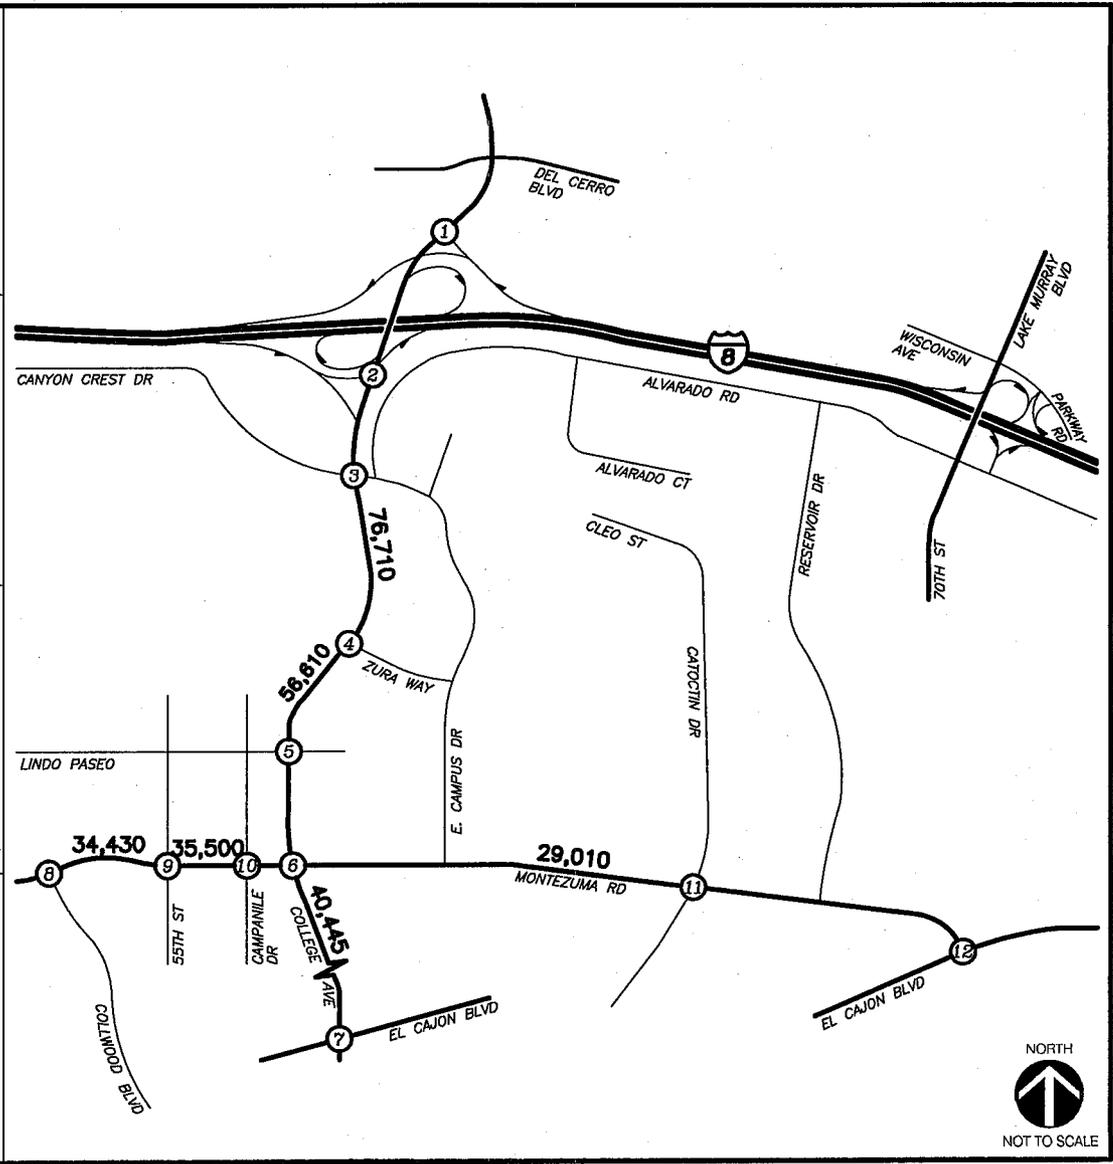 DEL CERRO
BLVD
1
LAKE MURRAY
BLVD
WISCONSIN
AVE
8
2
CANYON CREST DR
ALVARADO RD
PARKWAY
RD
3
ALVARADO CT
76,710
CLEO ST
RESERVOIR DR
70TH ST
4
56,610
ZURA WAY
CATOCTIN DR
5
LINDO PASEO
E. CAMPUS DR
34,430
35,500
29,010
8
9
10
6
MONTEZUMA RD
11
40,445
55TH ST
CAMPANILE
DR
COLLEGE
AVE
12
COLLWOOD BLVD
7
EL CAJON BLVD
EL CAJON BLVD
NORTH
NOT TO SCALE